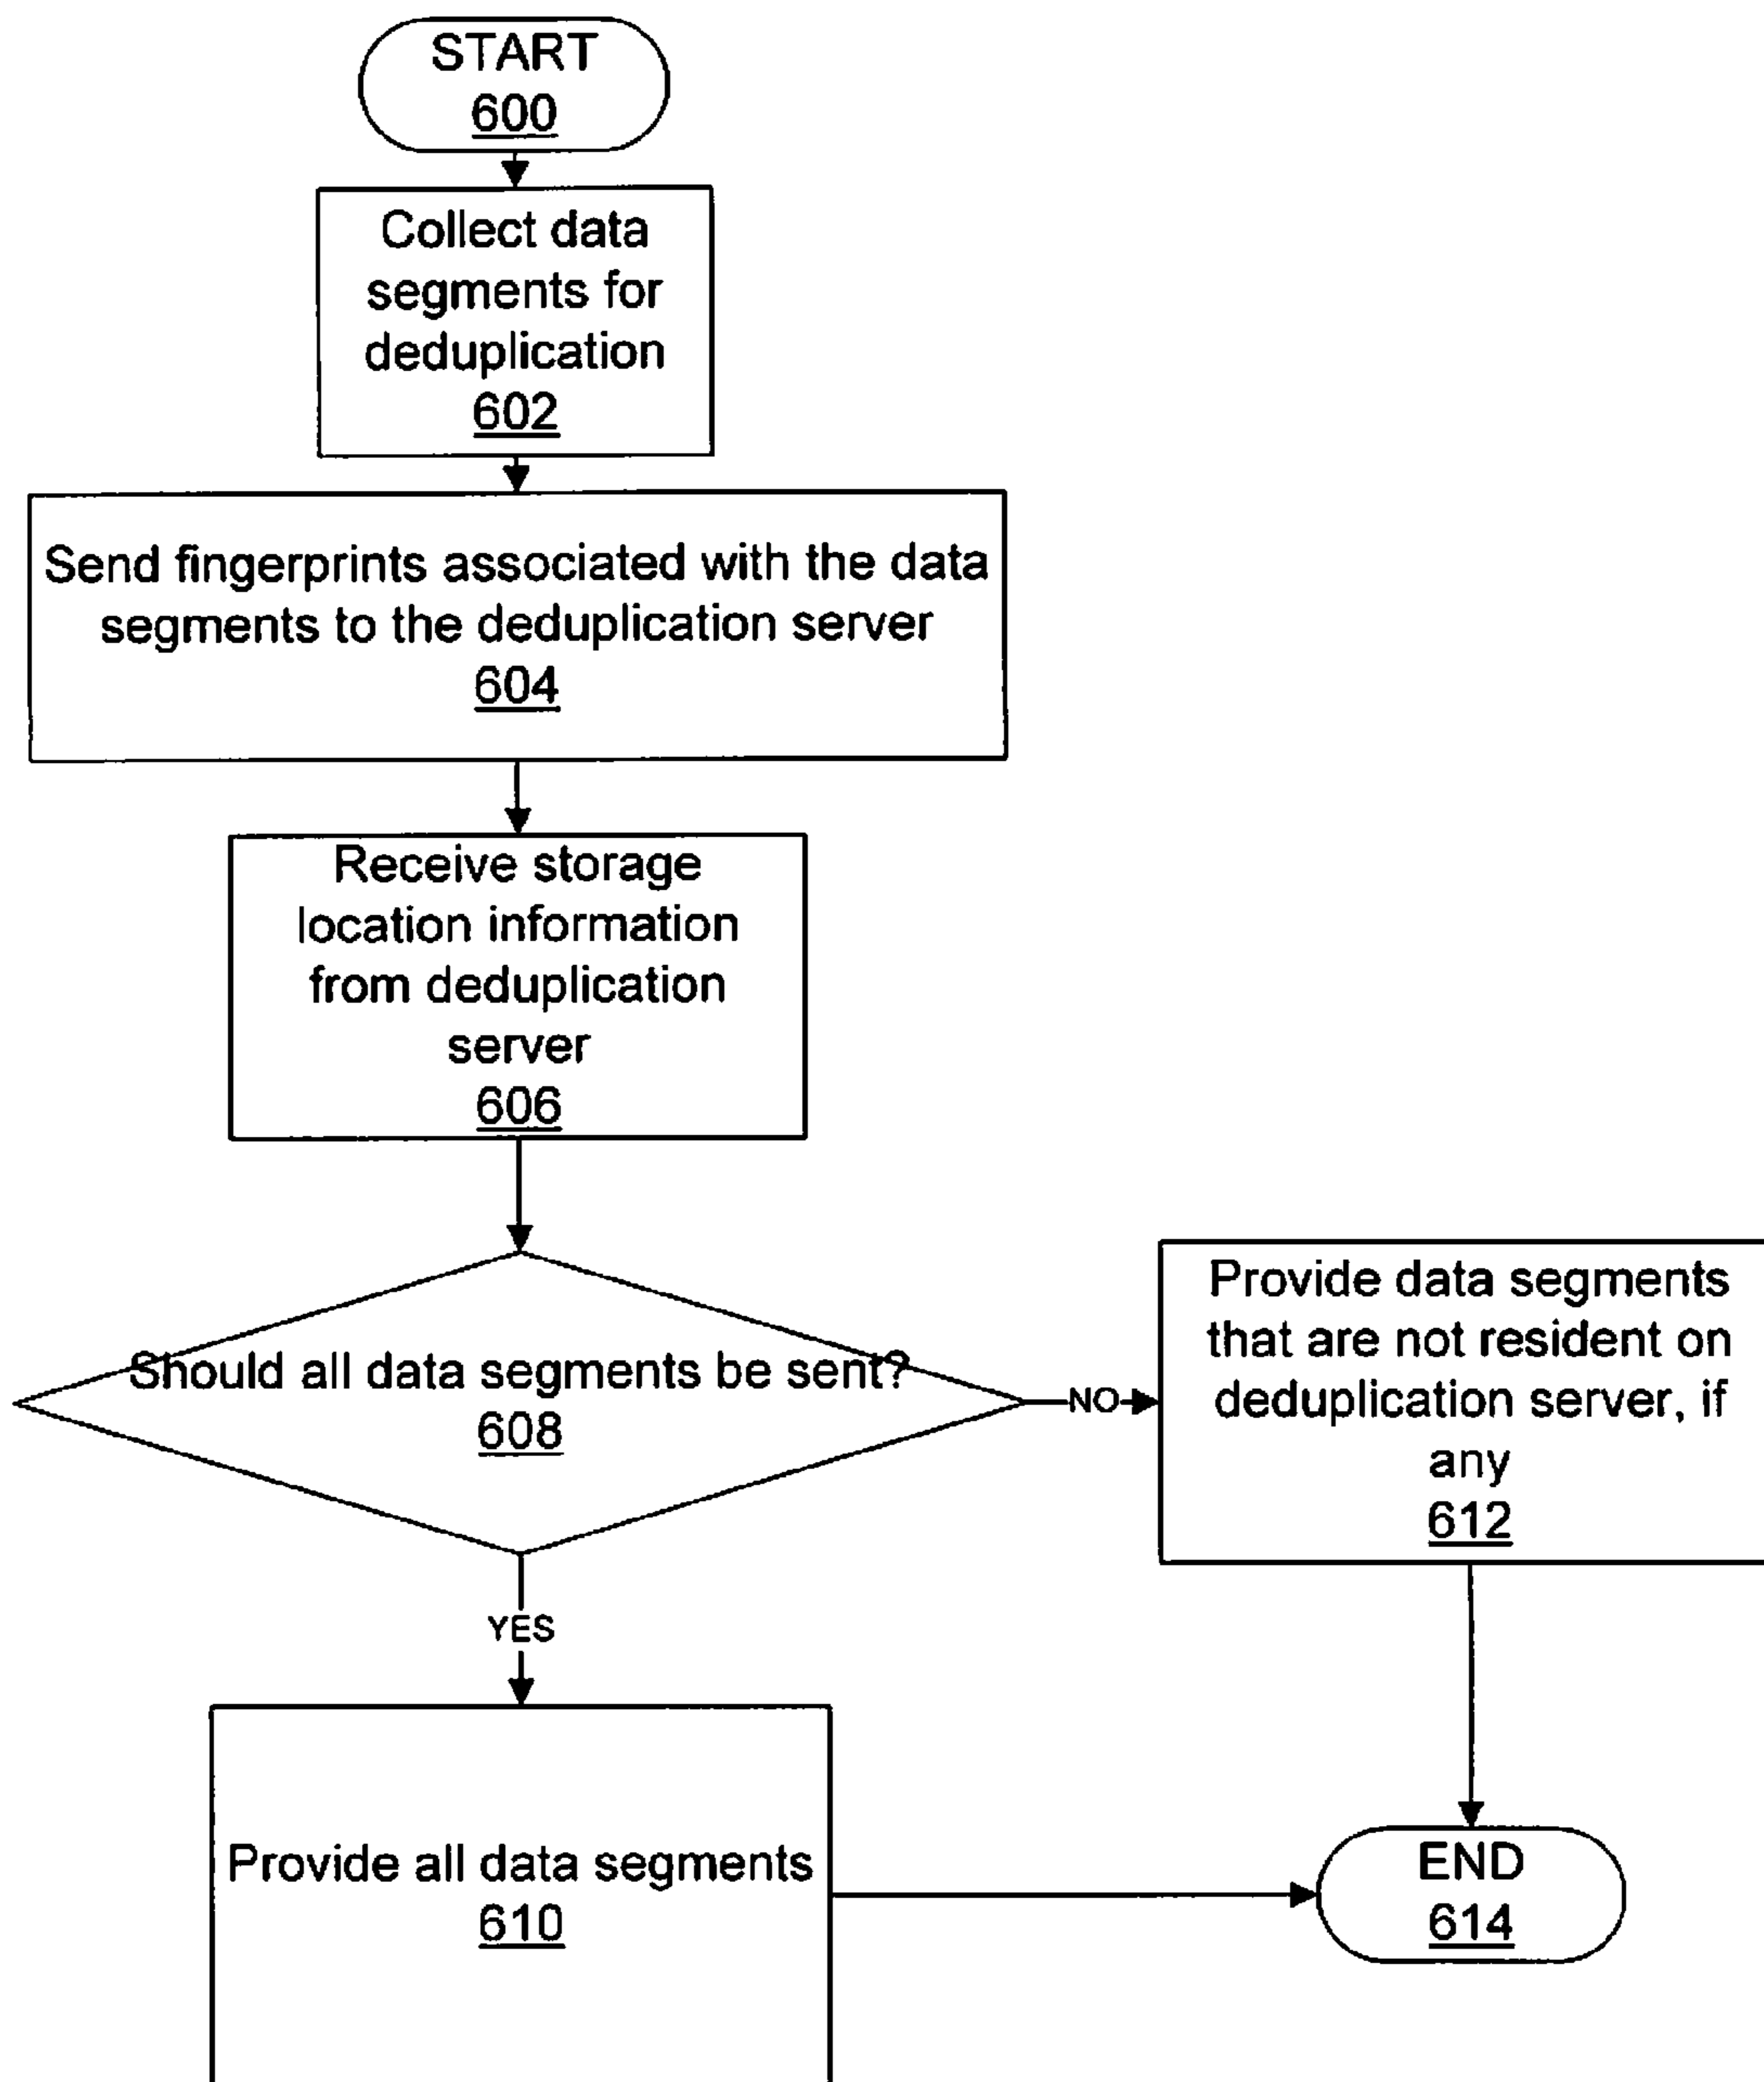 START
600
Collect data
segments for
deduplication
602
Send fingerprints associated with the data
segments to the deduplication server
604
Receive storage
location information
from deduplication
server
606
Should all data segments be sent?
608
NO
Provide data segments
that are not resident on
deduplication server, if
any
612
YES
Provide all data segments
610
END
614